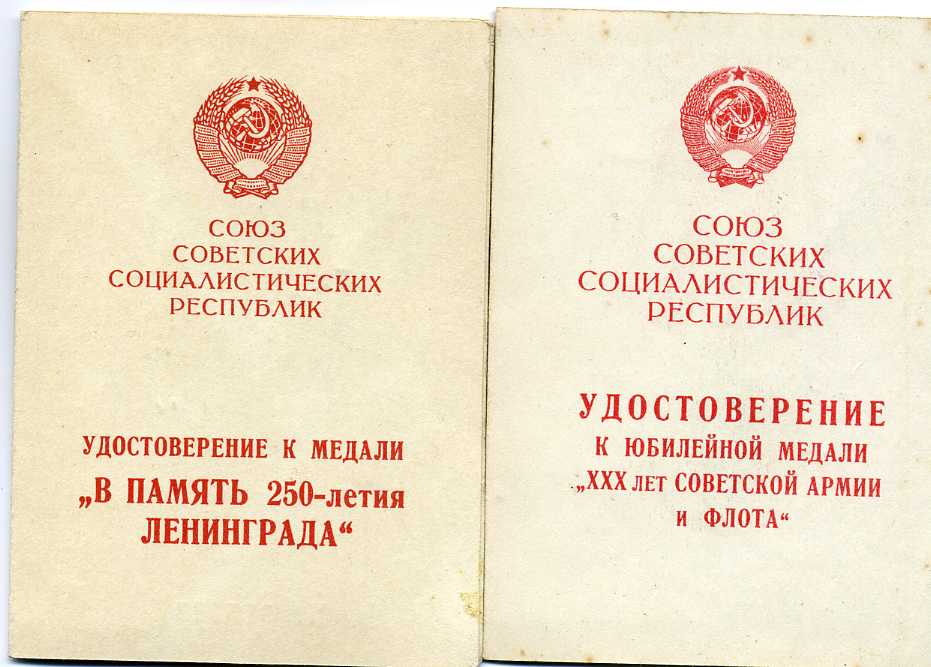 СОЮЗ
СОВЕТСКИХ
СОЦИАЛИСТИЧЕСКИХ
РЕСПУБЛИК
УДОСТОВЕРЕНИЕ К МЕДАЛИ
„В ПАМЯТЬ 250-летия
ЛЕНИНГРАДА“
СОЮЗ
СОВЕТСКИХ
СОЦИАЛИСТИЧЕСКИХ
РЕСПУБЛИК
УДОСТОВЕРЕНИЕ
К ЮБИЛЕЙНОЙ МЕДАЛИ
„XXX лет СОВЕТСКОЙ АРМИИ
и ФЛОТА“